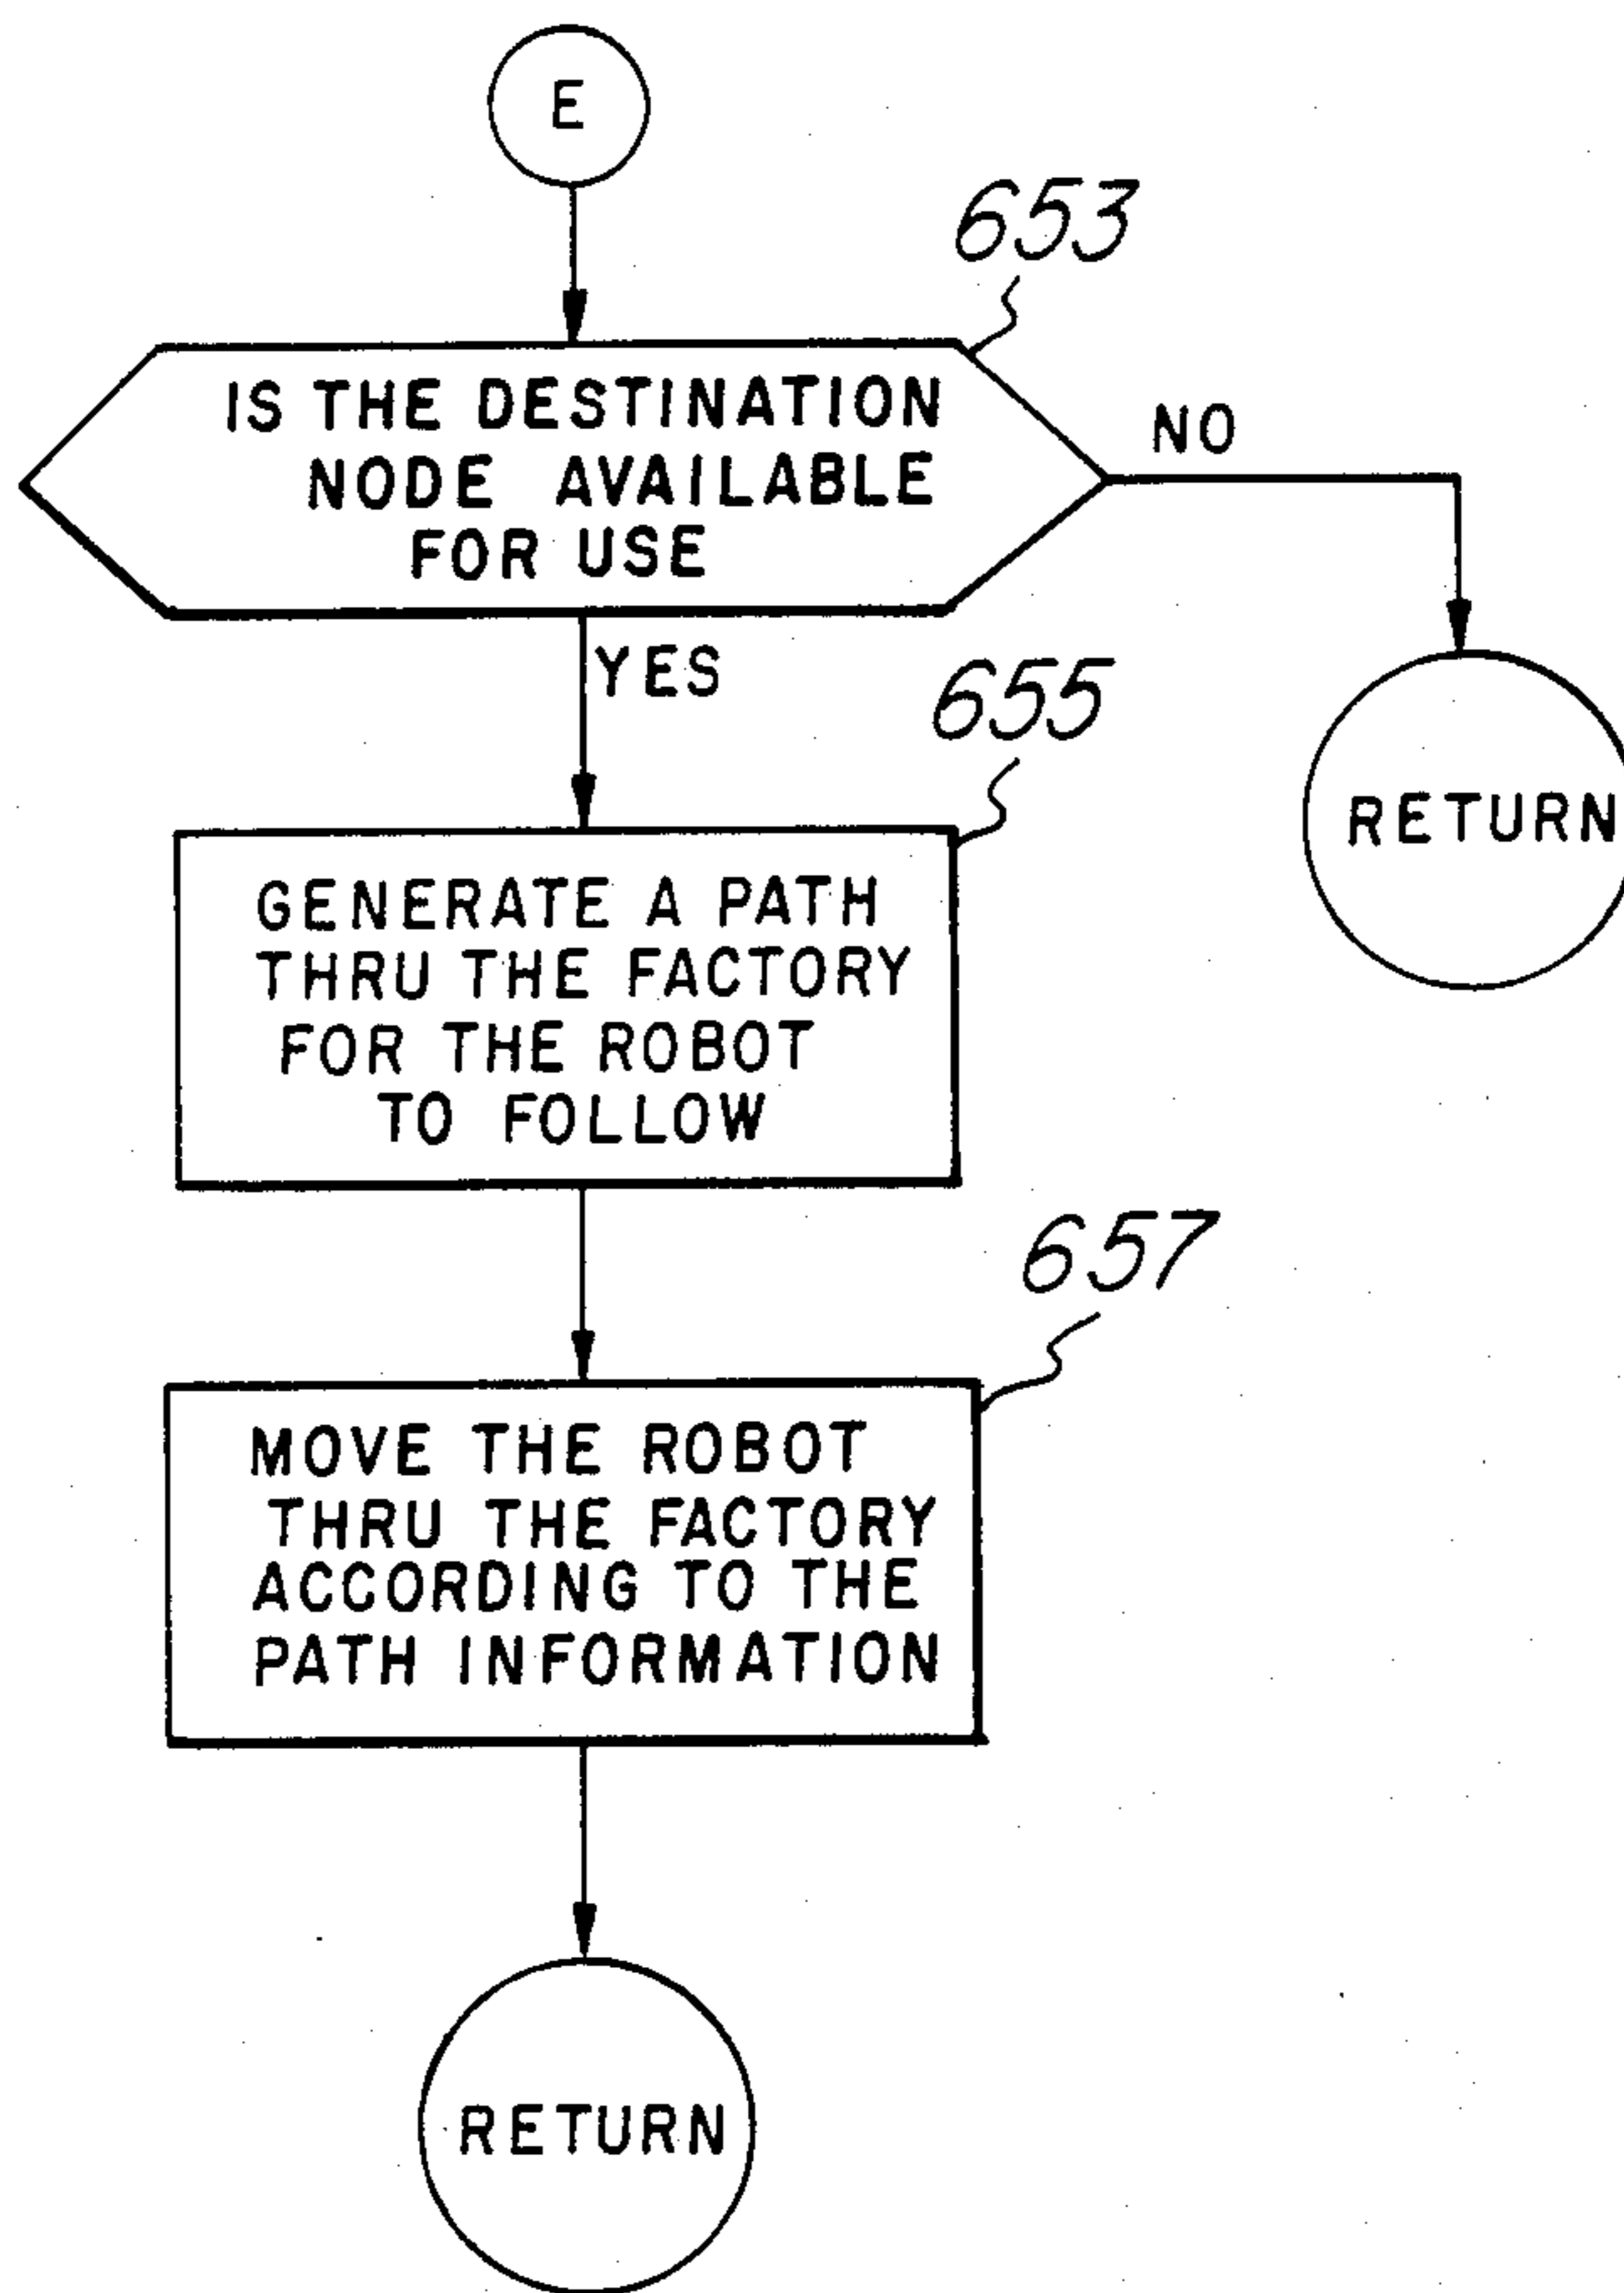 E
653
IS THE DESTINATION
NODE AVAILABLE
FOR USE
NO
YES
RETURN
655
GENERATE A PATH
THRU THE FACTORY
FOR THE ROBOT
TO FOLLOW
657
MOVE THE ROBOT
THRU THE FACTORY
ACCORDING TO THE
PATH INFORMATION
RETURN